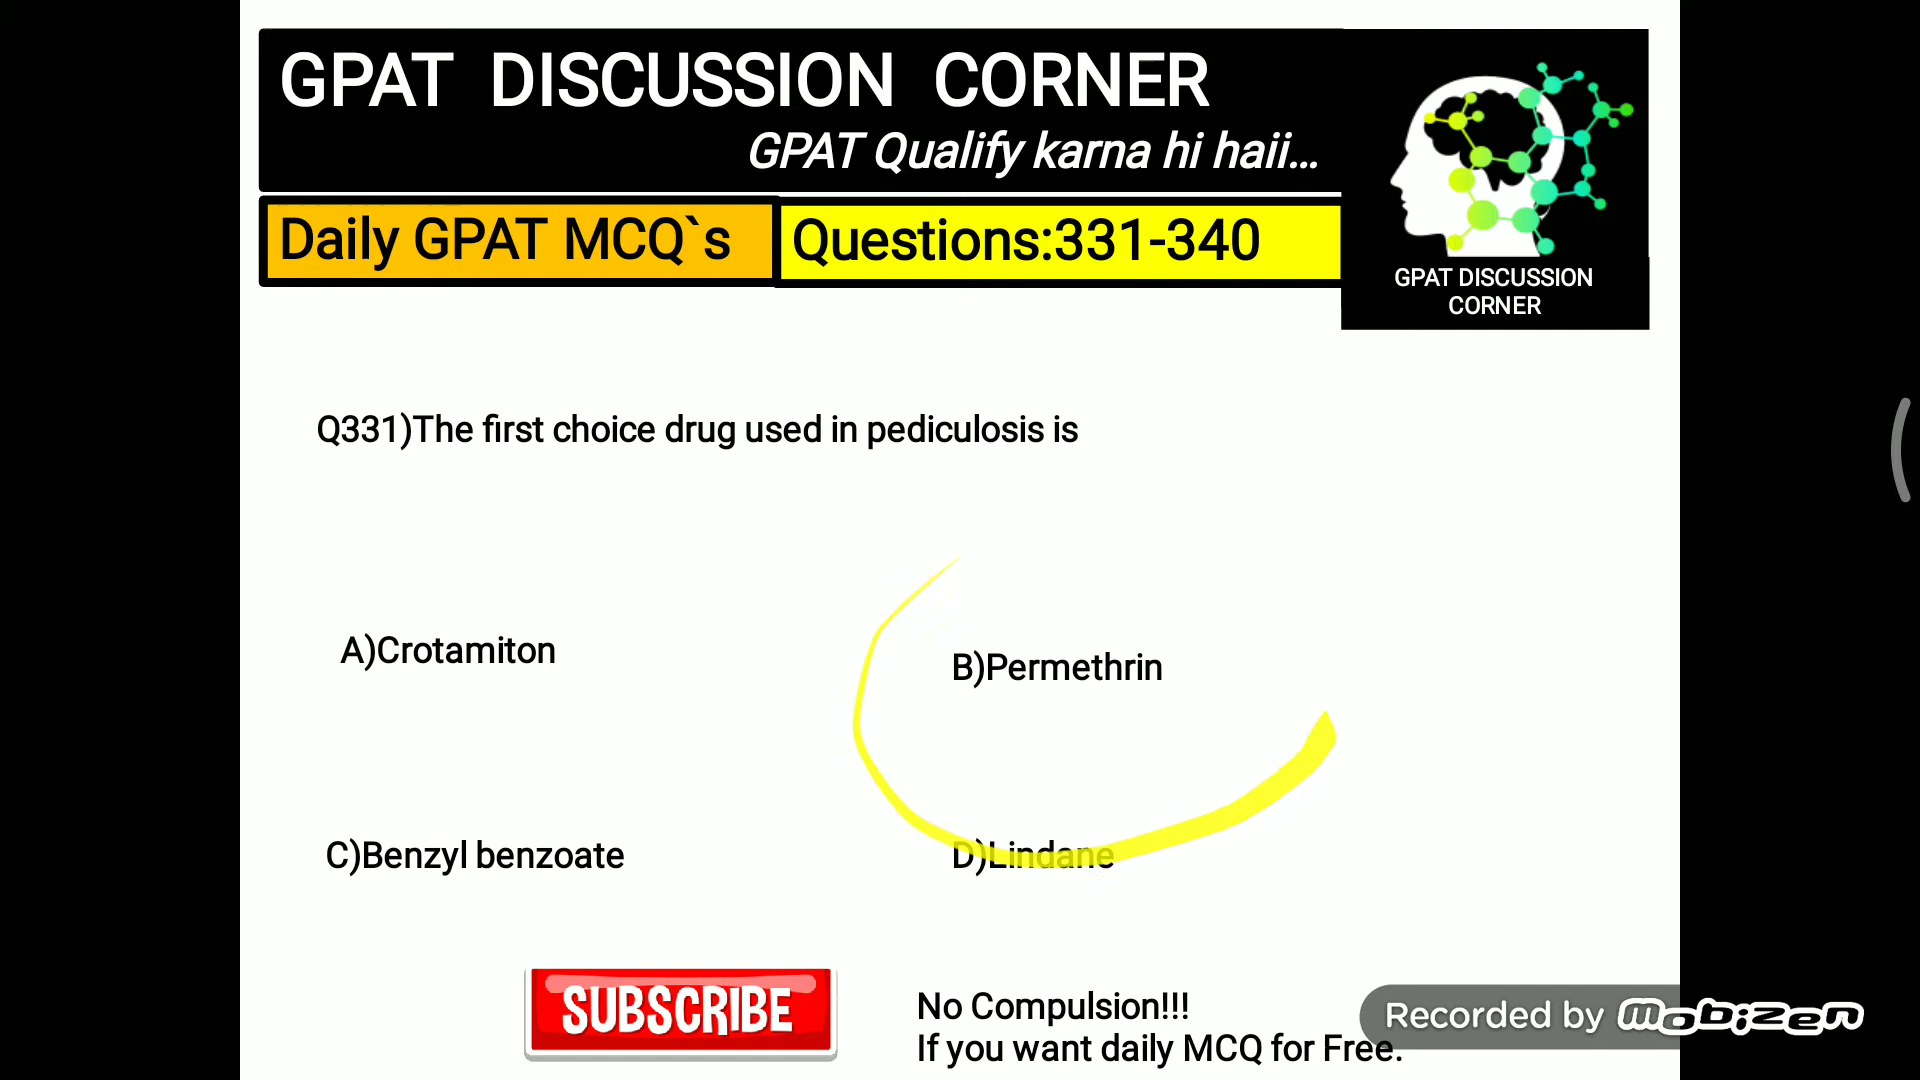 GPAT DISCUSSION CORNER
GPAT Qualify karna hi haii...
Daily GPAT MCQ`s
Questions:331-340
GPAT DISCUSSION
CORNER
Q331)The first choice drug used in pediculosis is
A)Crotamiton
B)Permethrin
C)Benzyl benzoate
D)Lindane
SUBSCRIBE
No Compulsion!!!
If you want daily MCQ for Free.
Recorded by mobizen